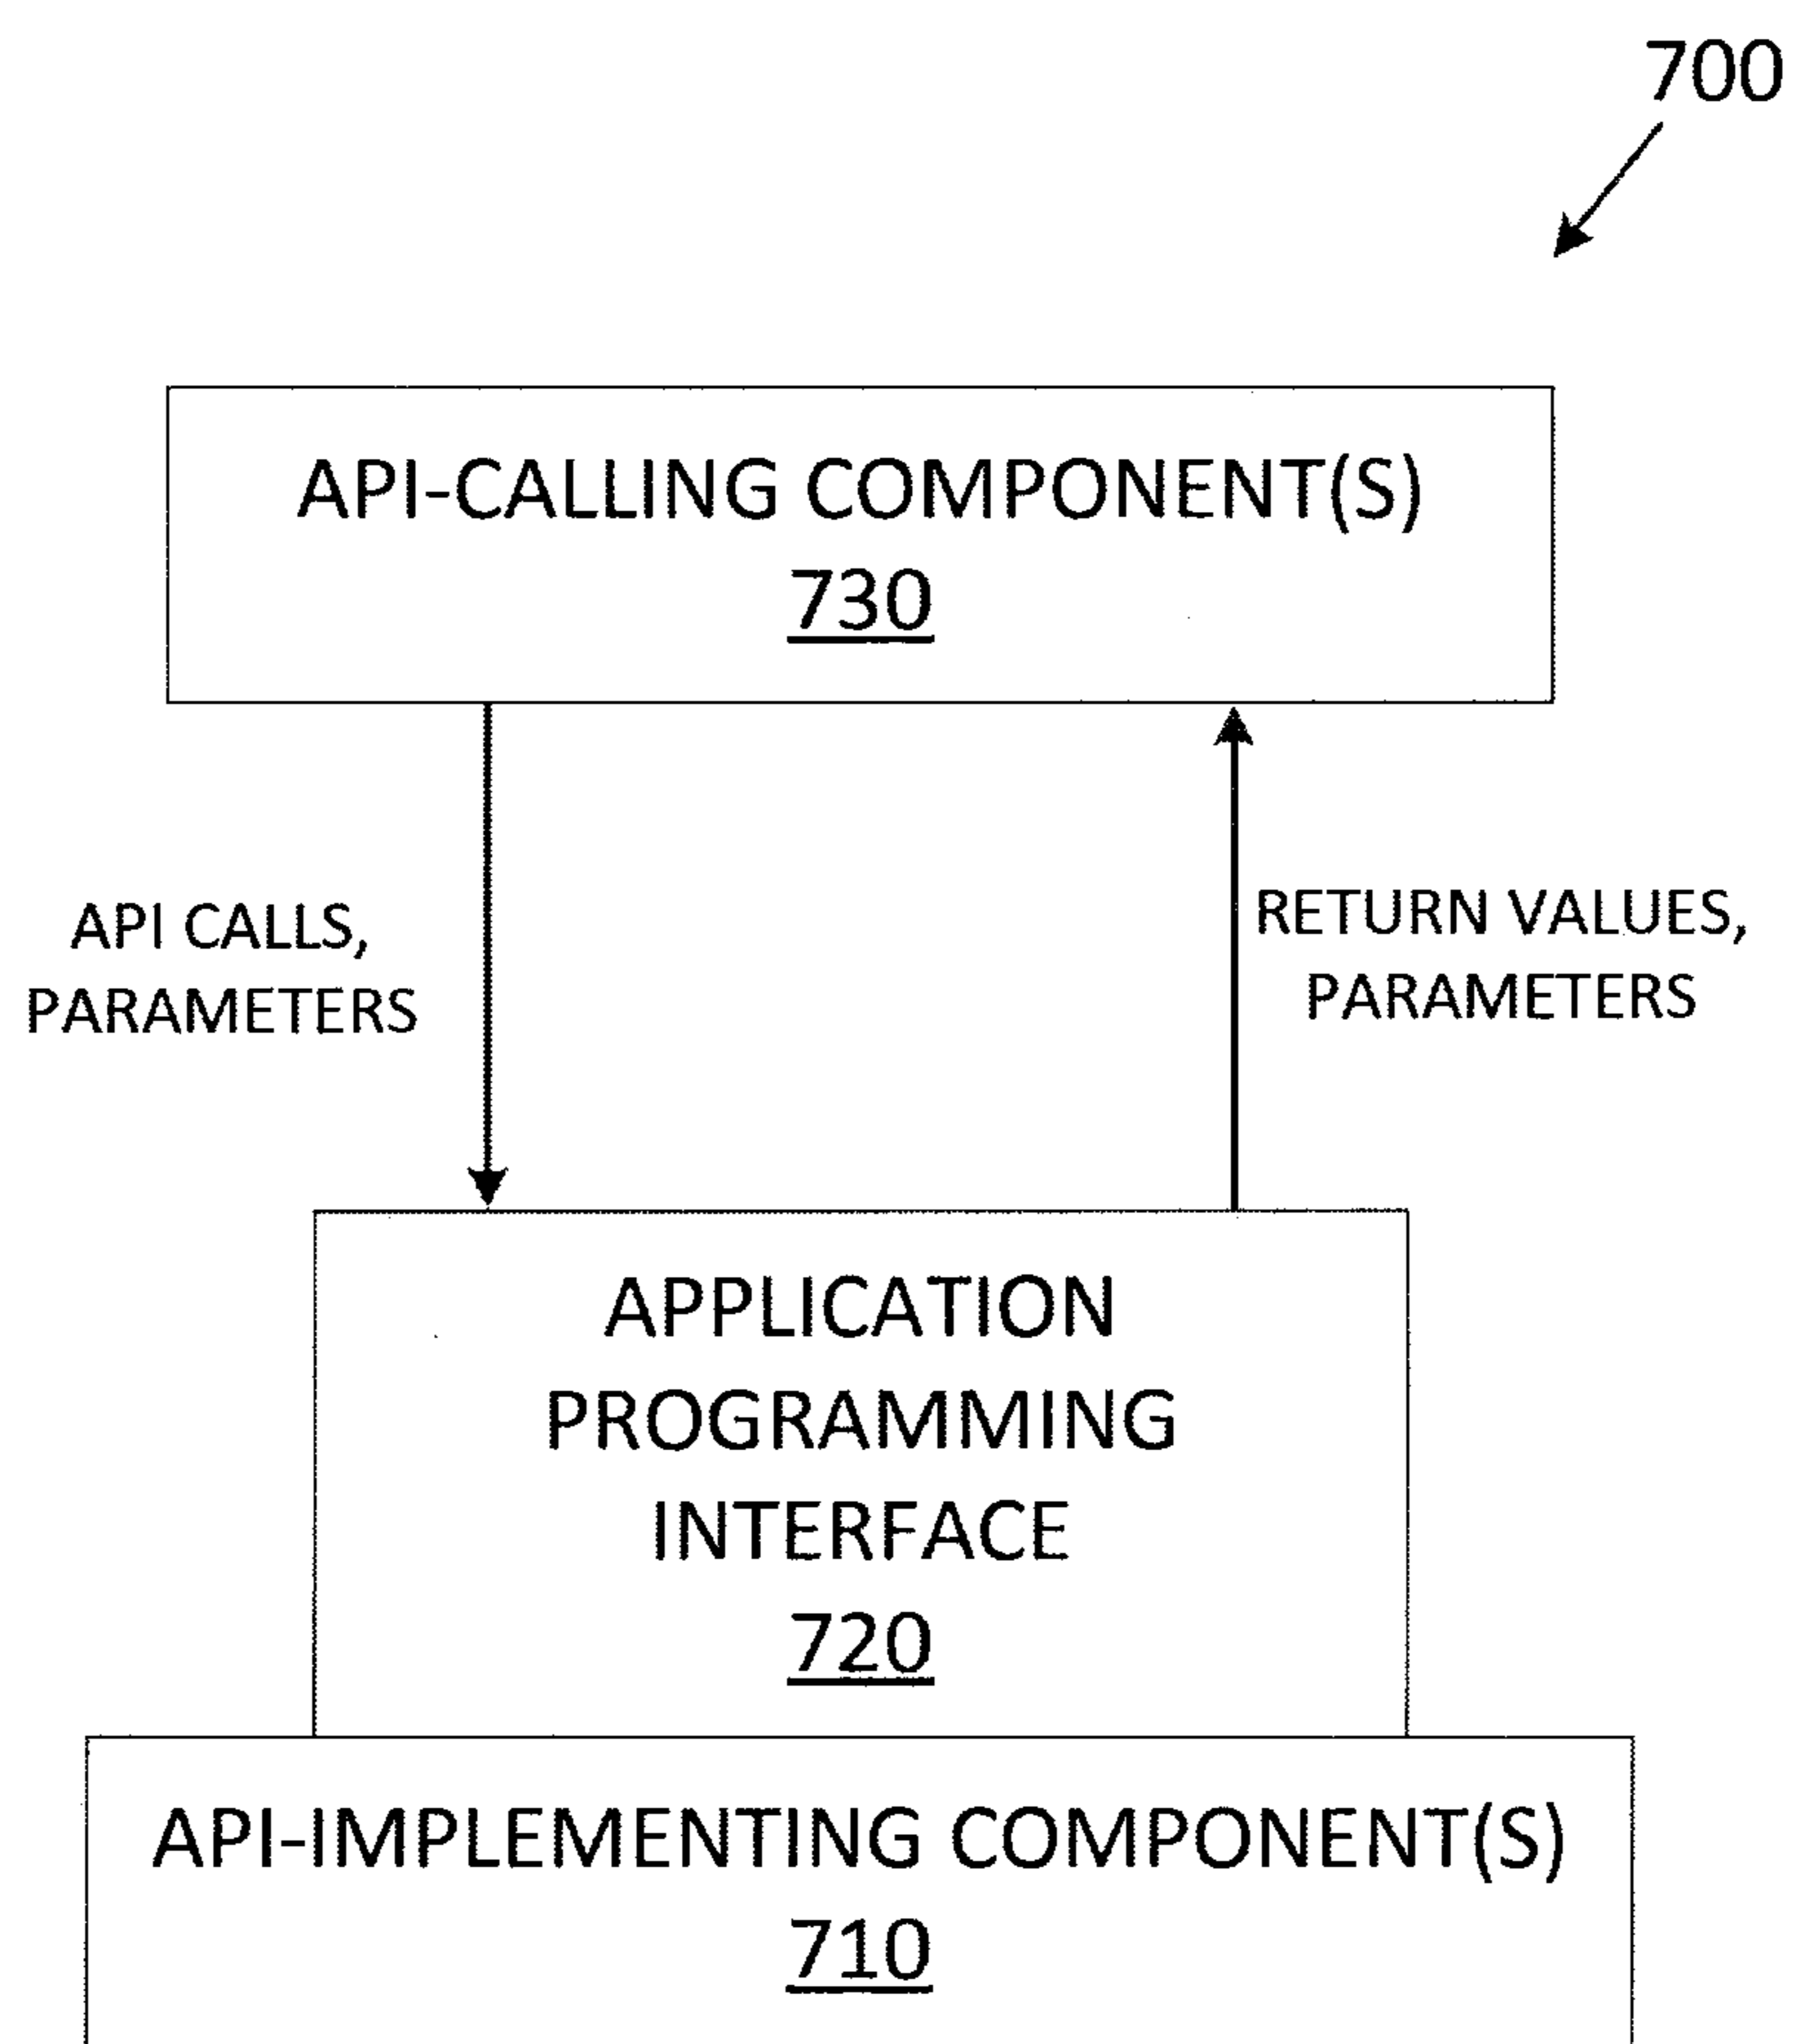 700
API-CALLING COMPONENT(S)
730
API CALLS,
PARAMETERS
RETURN VALUES,
PARAMETERS
APPLICATION
PROGRAMMING
INTERFACE
720
API-IMPLEMENTING COMPONENT(S)
710